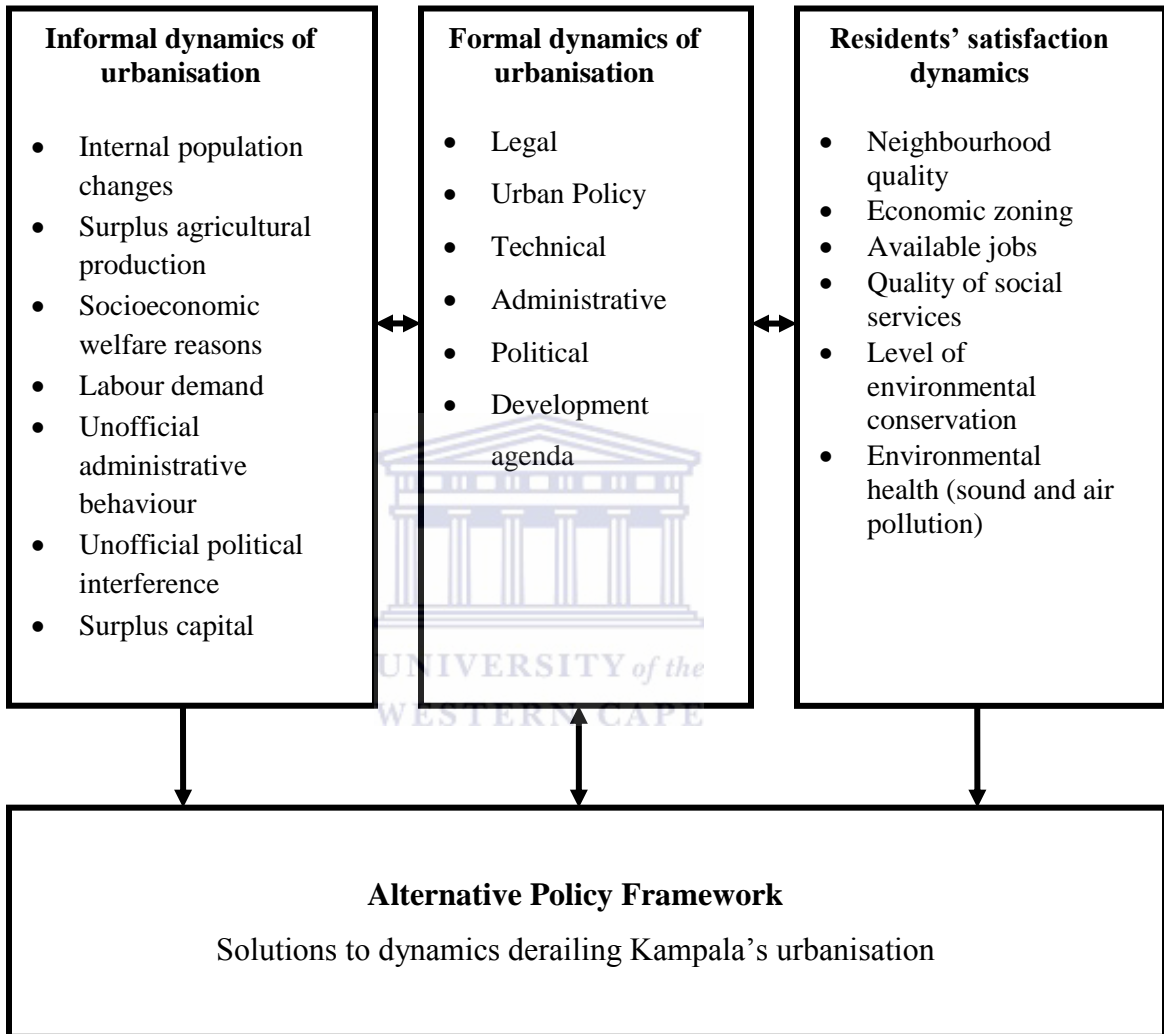 Informal dynamics of
urbanisation
• Internal population
changes
• Surplus agricultural
production
• Socioeconomic
welfare reasons
• Labour demand
• Unofficial
administrative
behaviour
• Unofficial political
interference
• Surplus capital
Formal dynamics of
urbanisation
• Legal
• Urban Policy
• Technical
• Administrative
• Political
• Development
agenda
Residents’ satisfaction
dynamics
• Neighbourhood
quality
• Economic zoning
• Available jobs
• Quality of social
services
• Level of
environmental
conservation
• Environmental
health (sound and air
pollution)
UNIVERSITY of the
WESTERN CAPE
Alternative Policy Framework
Solutions to dynamics derailing Kampala’s urbanisation